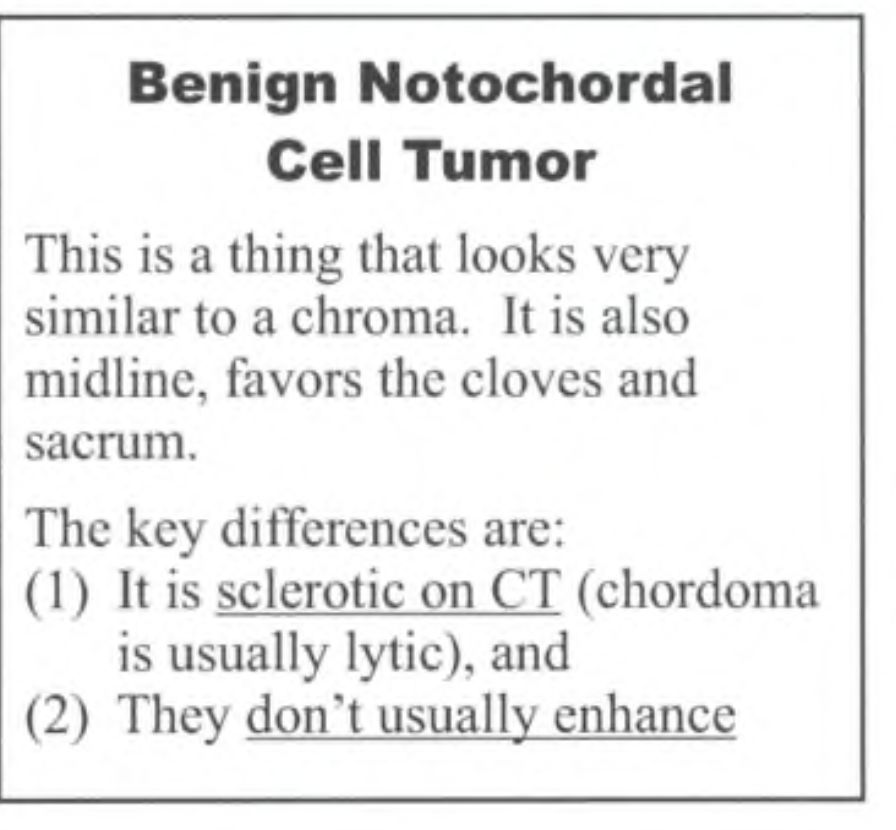 Benign Notochordal
Cell Tumor
This is a thing that looks very
similar to a chroma. It is also
midline, favors the cloves and
sacrum.
The key differences are:
(1) It is sclerotic on CT (chordoma
is usually lytic), and
(2) They don't usually enhance